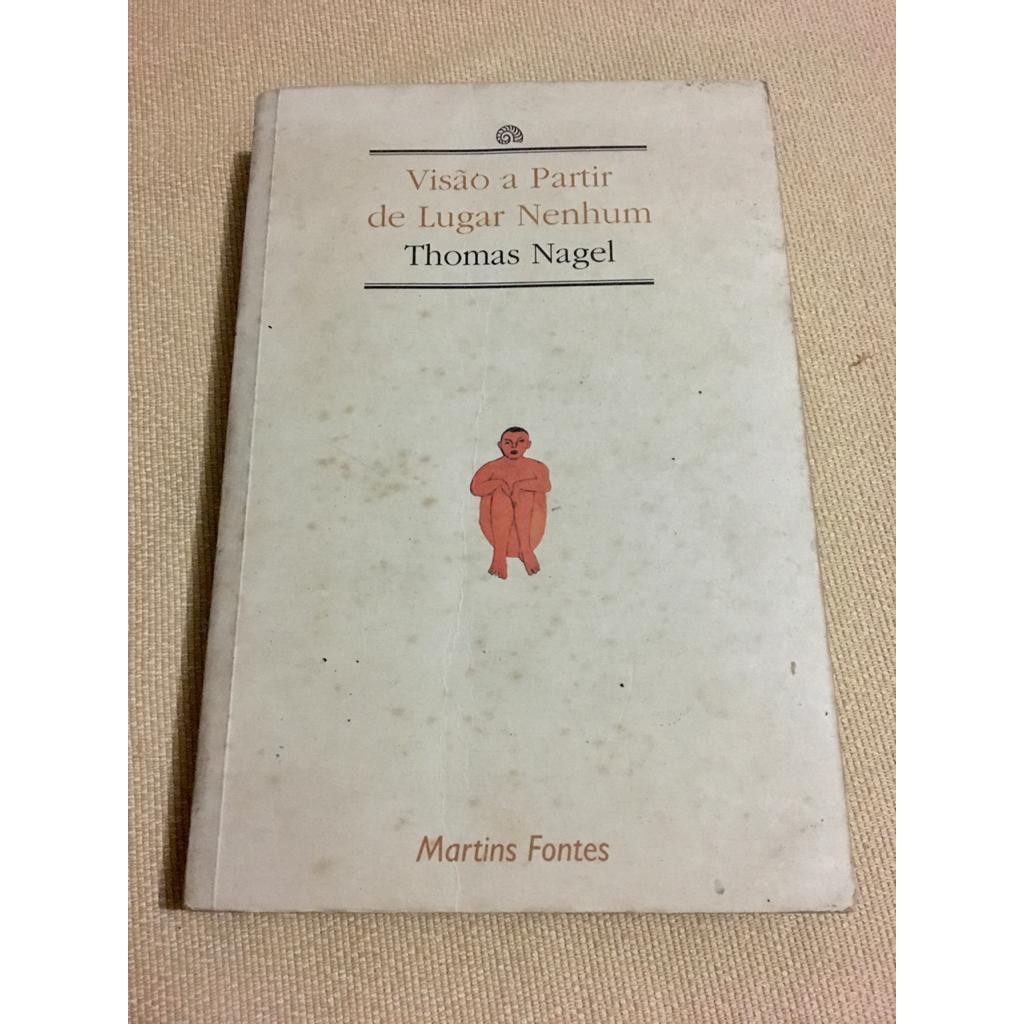 Visão a Partir
de Lugar Nenhum
Thomas Nagel
Martins Fontes